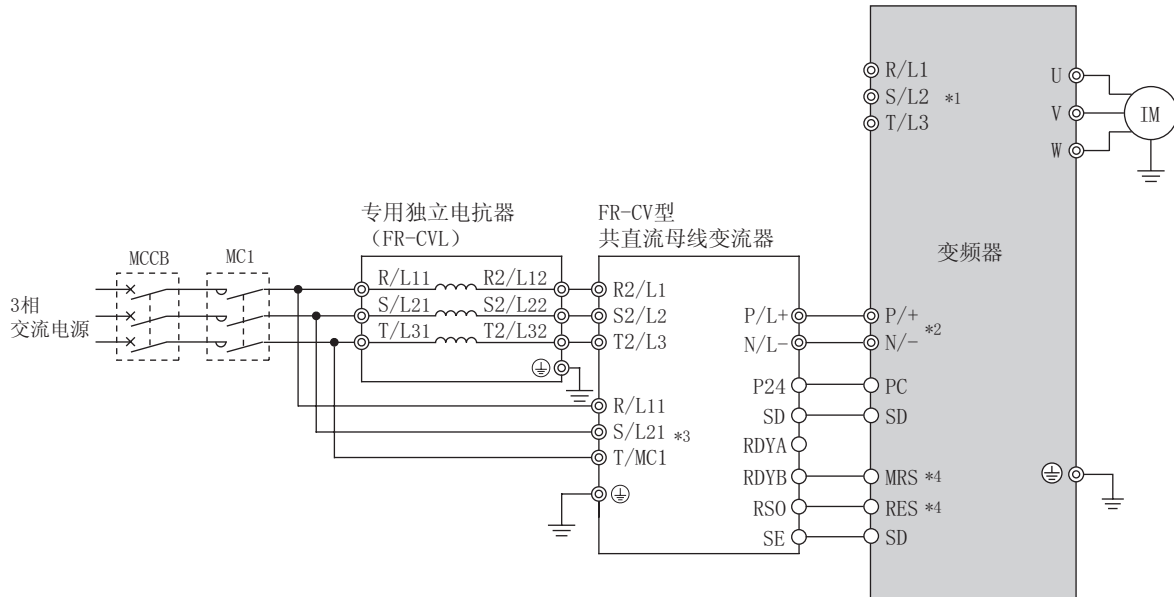 R/L1
S/L2 *1
T/L3
U
V
W
IM
专用独立电抗器
（FR-CVL）
FR-CV型
共直流母线变流器
变频器
MCCB
MC1
3相
交流电源
R/L11
R2/L12
S/L21
S2/L22
T/L31
T2/L32
R2/L1
S2/L2
T2/L3
P/L+
N/L-
P/+
N/-
*2
P24
PC
SD
SD
RDYA
RDYB
MRS *4
RSO
RES *4
SE
SD
R/L11
S/L21 *3
T/MC1